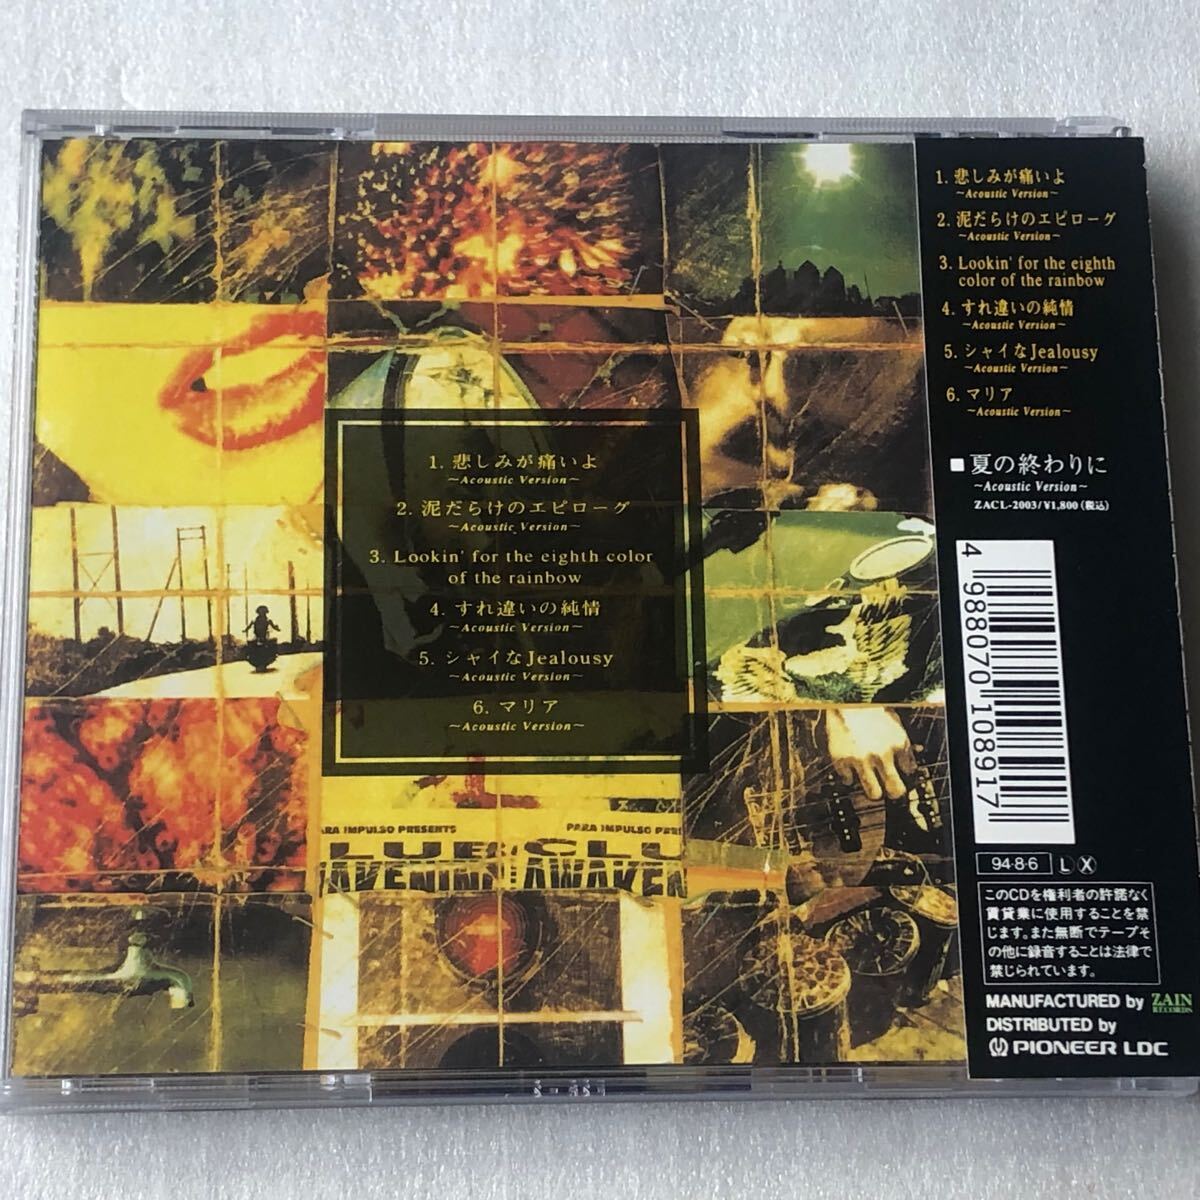 1. 悲しみが痛いよ
~Acoustic Version~
2. 泥だらけのエピローグ
~Acoustic Version~
3. Lookin' for the eighth color
of the rainbow
4. すれ違いの純情
~Acoustic Version~
5. シャイなJealousy
~Acoustic Version~
6. マリア
~Acoustic Version~
ARA IMPULSO PRESENTS
PARA IMPULSO PRES
LUB
CLU
AVENING
AWAKEN
1. 悲しみが痛いよ
~Acoustic Version~
2. 泥だらけのエピローグ
~Acoustic Version~
3. Lookin' for the eighth
color of the rainbow
4. すれ違いの純情
~Acoustic Version~
5. シャイなJealousy
~Acoustic Version~
6. マリア
~Acoustic Version~
■ 夏の終わりに
~Acoustic Version~
ZACL-2003/¥1,800(税込)
4 988070 108917
94・8・6 L X
このCDを権利者の許諾なく
賃貸業に使用することを禁
じます。また無断でテープそ
の他に録音することは法律で
禁じられています。
MANUFACTURED by ZAIN RECORDS
DISTRIBUTED by
PIONEER LDC